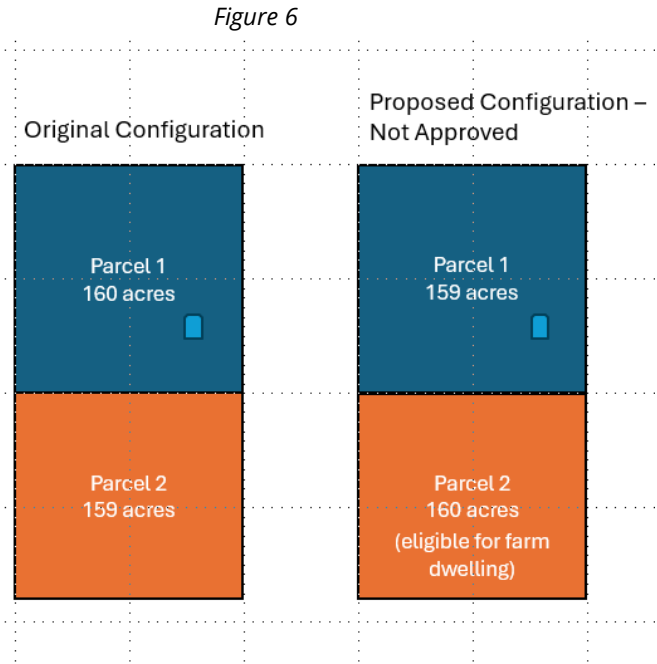 Figure 6
Original Configuration
Proposed Configuration –
Not Approved
Parcel 1
160 acres
Parcel 1
159 acres
Parcel 2
159 acres
Parcel 2
160 acres
(eligible for farm
dwelling)